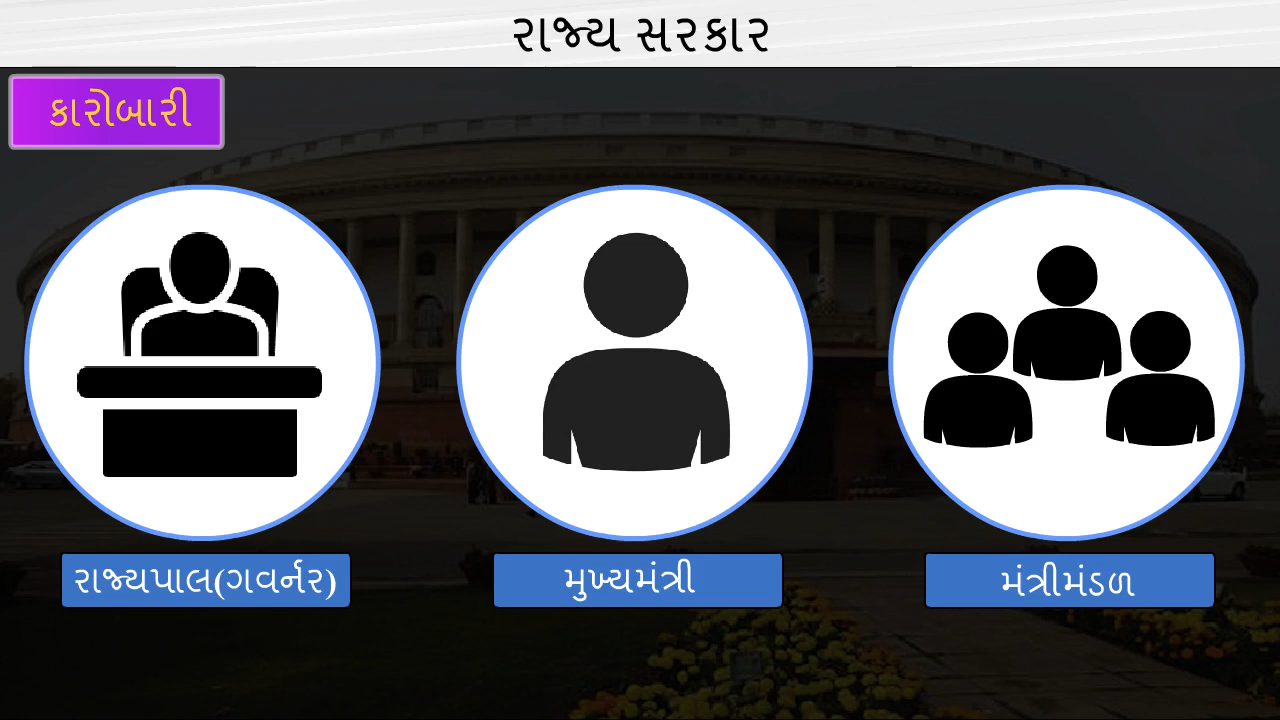 રાજ્ય સરકાર
કારોબારી
રાજ્યપાલ(ગવર્નર)
મુખ્યમંત્રી
મંત્રીમંડળ